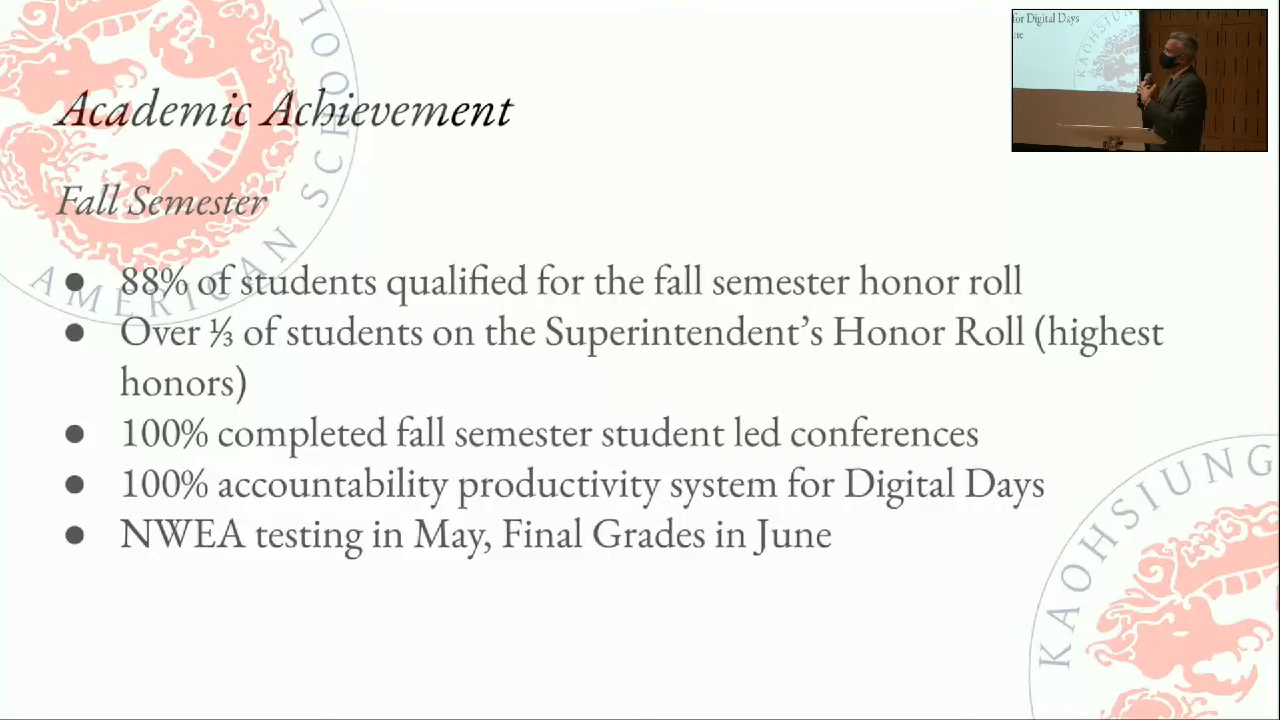 Academic Achievement
Fall Semester
● 88% of students qualified for the fall semester honor roll
● Over ⅓ of students on the Superintendent’s Honor Roll (highest
honors)
● 100% completed fall semester student led conferences
● 100% accountability productivity system for Digital Days
● NWEA testing in May, Final Grades in June
AMERICAN SCHOOL
KAOHSIUNG
for Digital Days
ne
KAOHSIUNG